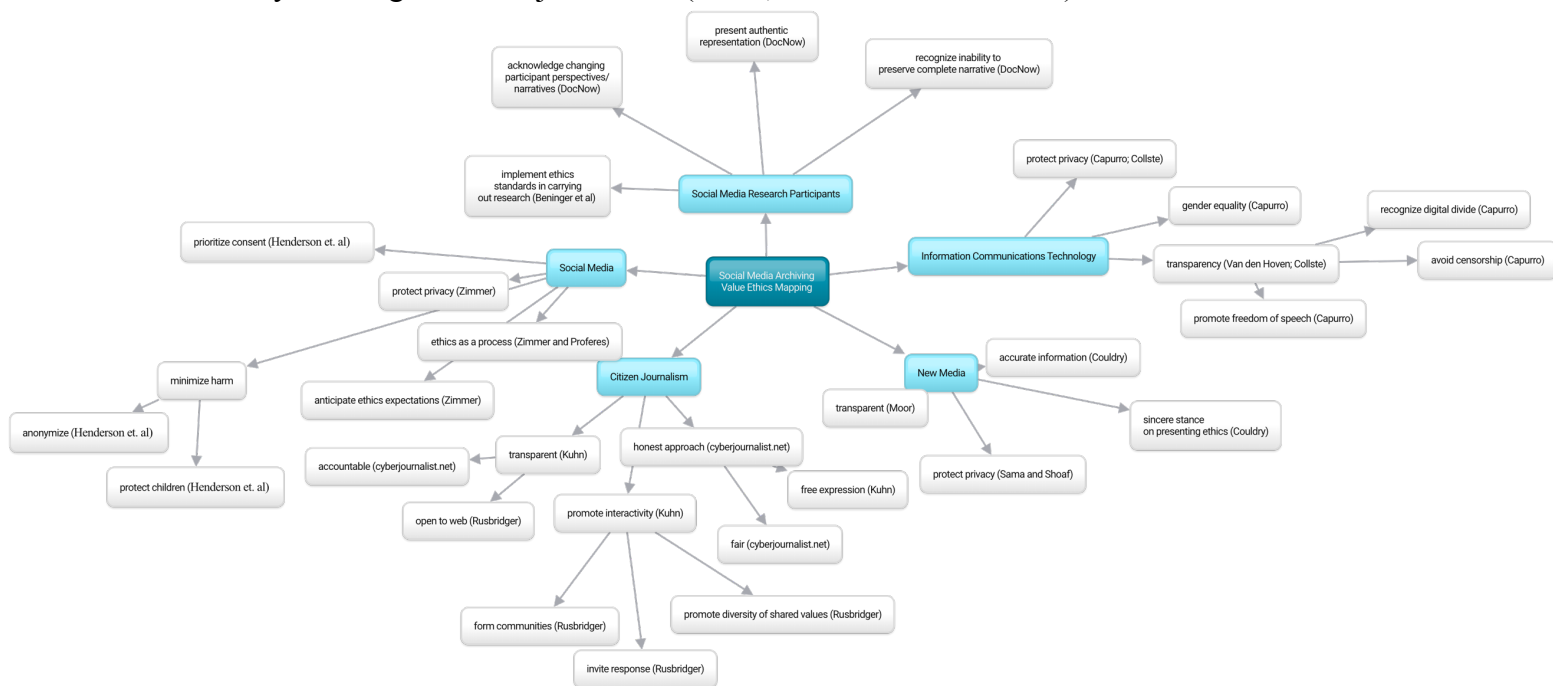 present authentic
representation (DocNow)
recognize inability to
preserve complete narrative (DocNow)
acknowledge changing
participant perspectives/
narratives (DocNow)
implement ethics
standards in carrying
out research (Beninger et al)
Social Media Research Participants
protect privacy (Capurro; Collste)
gender equality (Capurro)
recognize digital divide (Capurro)
Information Communications Technology
transparency (Van den Hoven; Collste)
avoid censorship (Capurro)
promote freedom of speech (Capurro)
prioritize consent (Henderson et. al)
Social Media
Social Media Archiving
Value Ethics Mapping
protect privacy (Zimmer)
ethics as a process (Zimmer and Proferes)
minimize harm
anticipate ethics expectations (Zimmer)
anonymize (Henderson et. al)
protect children (Henderson et. al)
Citizen Journalism
transparent (Kuhn)
accountable (cyberjournalist.net)
open to web (Rusbridger)
honest approach (cyberjournalist.net)
free expression (Kuhn)
fair (cyberjournalist.net)
promote interactivity (Kuhn)
form communities (Rusbridger)
invite response (Rusbridger)
promote diversity of shared values (Rusbridger)
New Media
accurate information (Couldry)
transparent (Moor)
sincere stance
on presenting ethics (Couldry)
protect privacy (Sama and Shoaf)